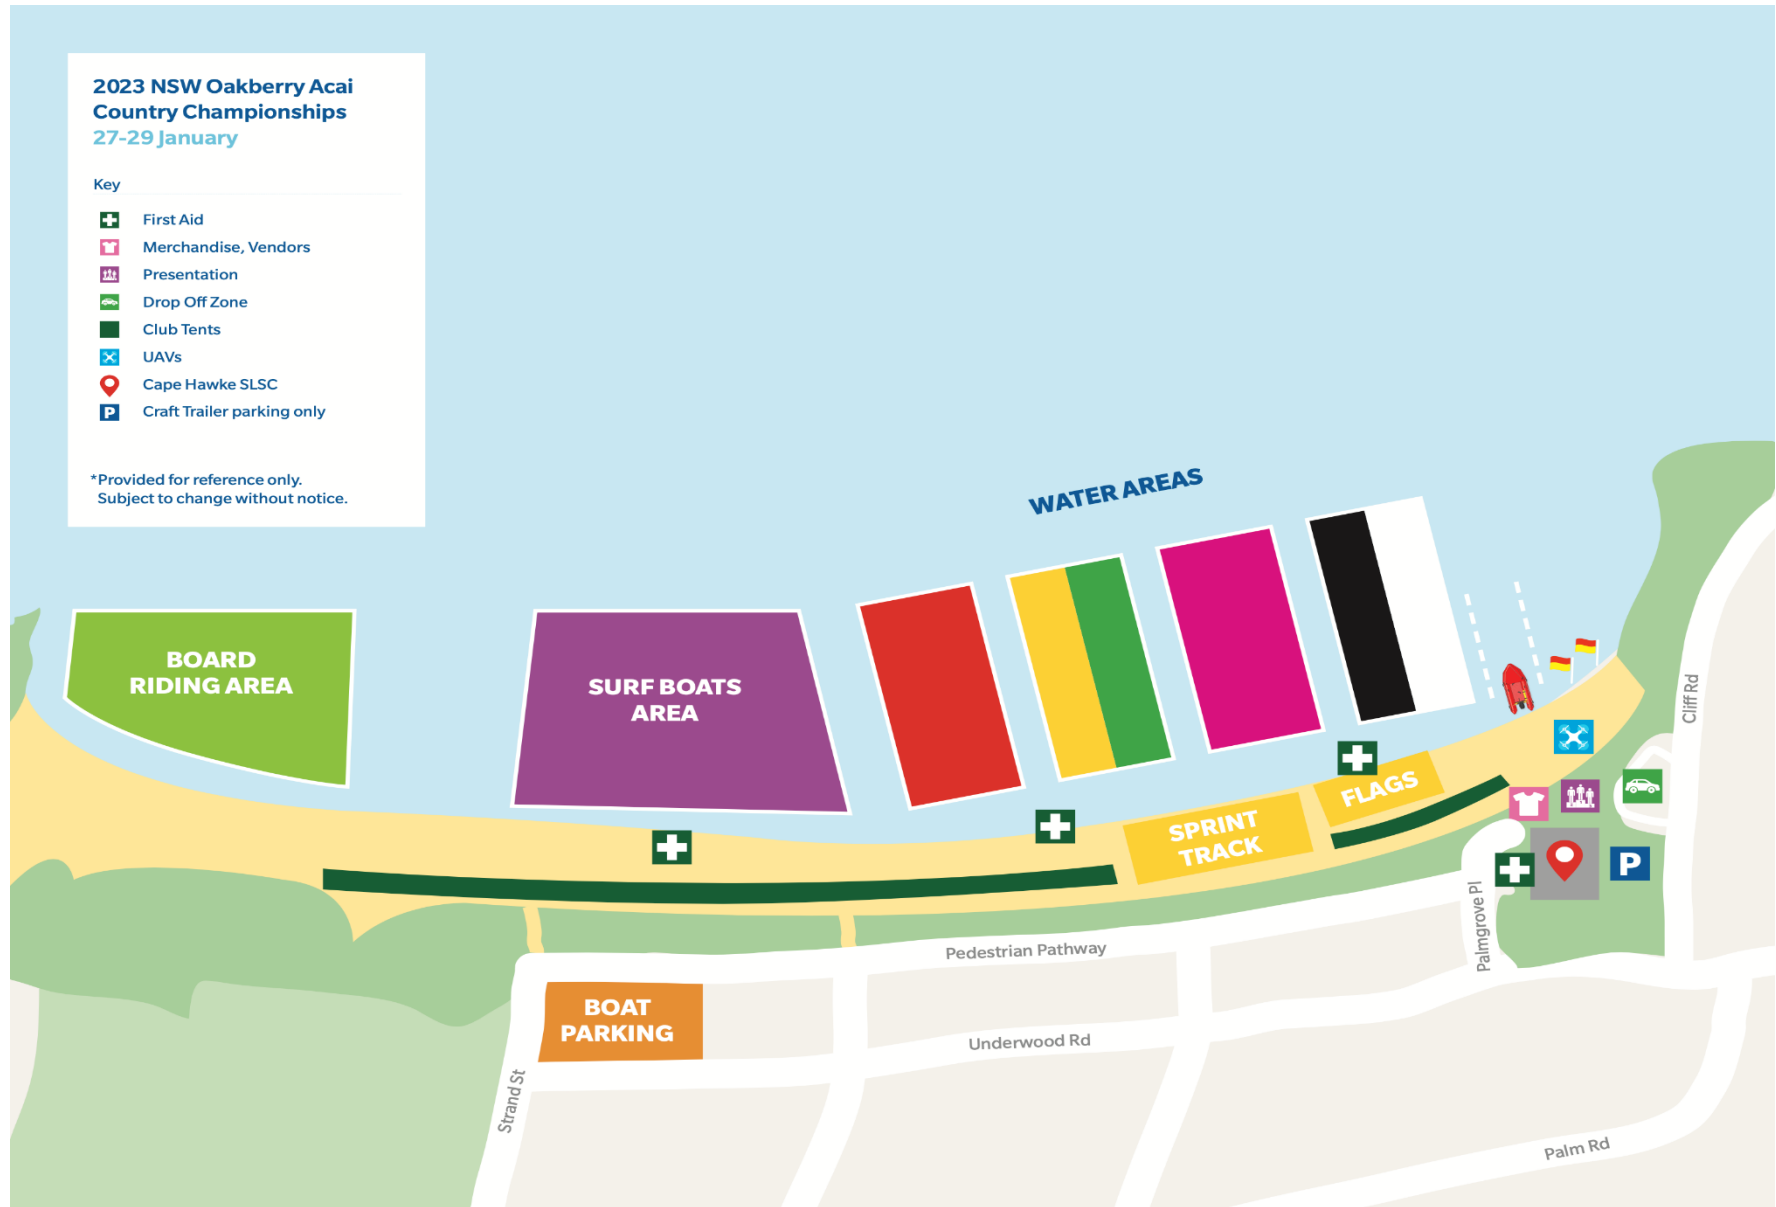 2023 NSW Oakberry Acai
Country Championships
27-29 January
Key
First Aid
Merchandise, Vendors
Presentation
Drop Off Zone
Club Tents
UAVs
Cape Hawke SLSC
P
Craft Trailer parking only
*Provided for reference only.
Subject to change without notice.
WATER AREAS
BOARD
RIDING AREA
SURF BOATS
AREA
Cliff Rd
FLAGS
SPRINT
TRACK
P
Palmgrove Pl
Pedestrian Pathway
BOAT
PARKING
Underwood Rd
Strand St
Palm Rd